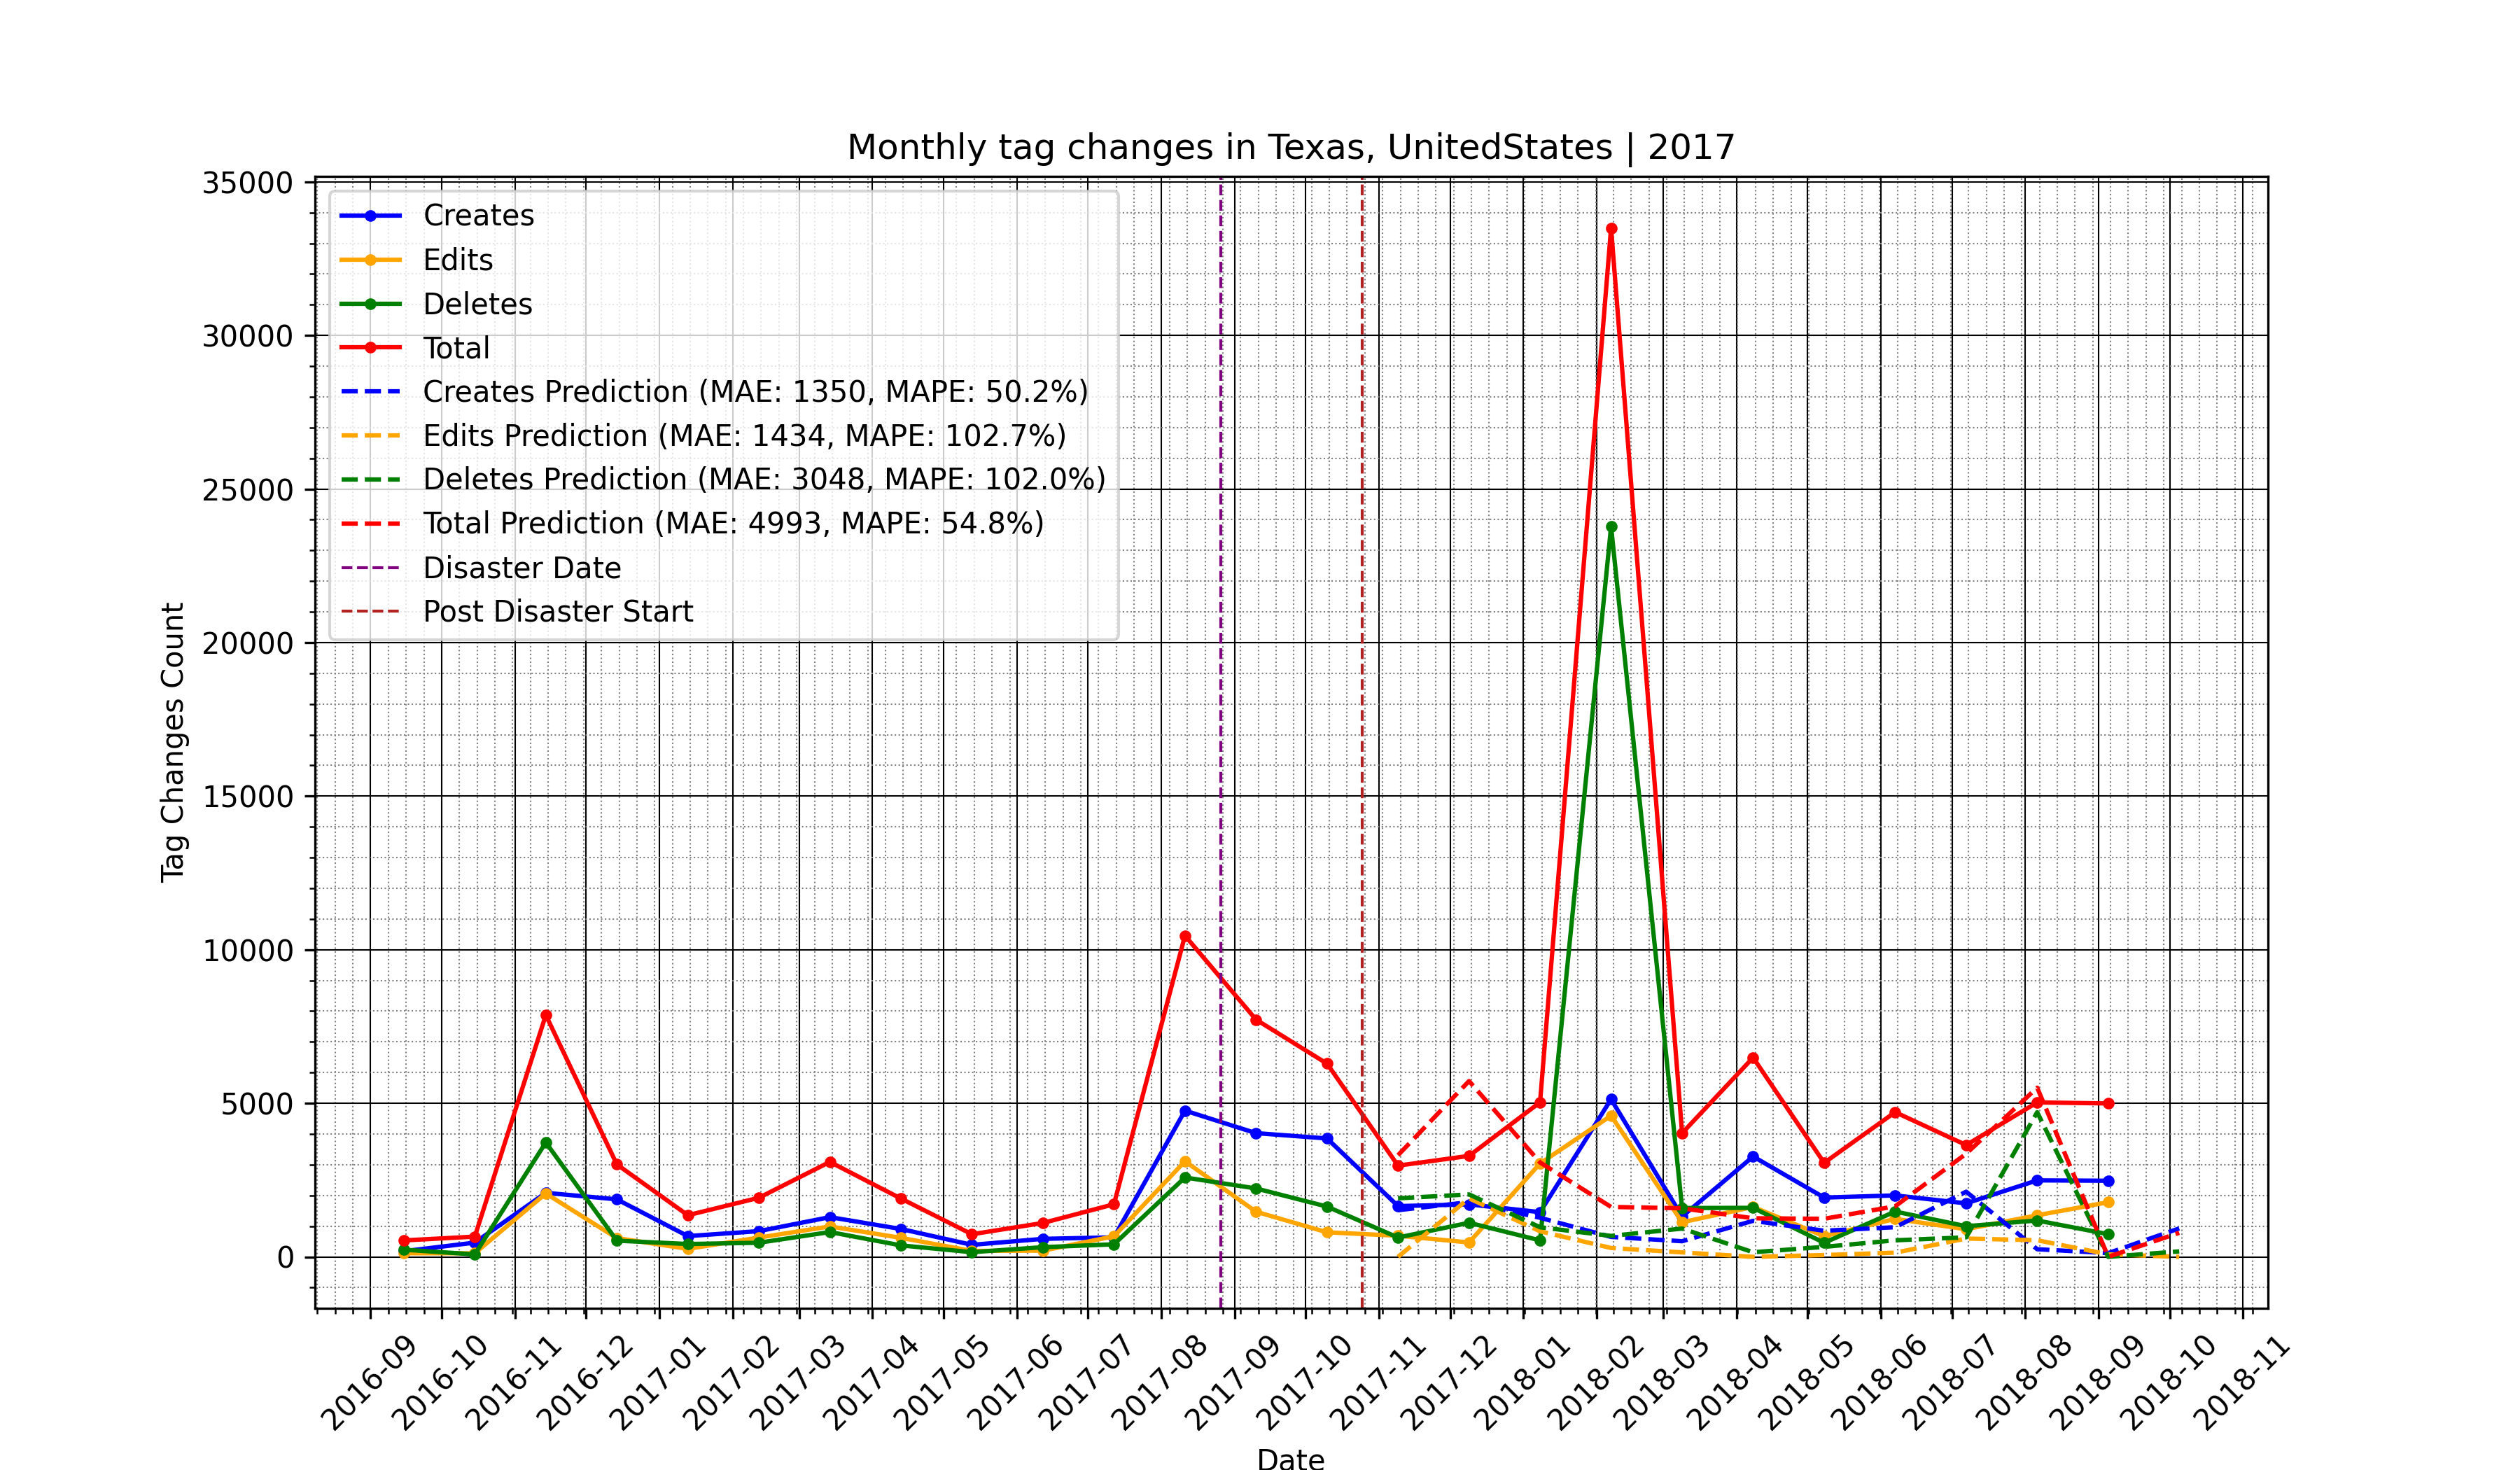 Monthly tag changes in Texas, UnitedStates | 2017
Tag Changes Count
35000
30000
25000
20000
15000
10000
5000
0
Creates
Edits
Deletes
Total
Creates Prediction (MAE: 1350, MAPE: 50.2%)
Edits Prediction (MAE: 1434, MAPE: 102.7%)
Deletes Prediction (MAE: 3048, MAPE: 102.0%)
Total Prediction (MAE: 4993, MAPE: 54.8%)
Disaster Date
Post Disaster Start
2016-09
2016-10
2016-11
2016-12
2017-01
2017-02
2017-03
2017-04
2017-05
2017-06
2017-07
2017-08
2017-09
2017-10
2017-11
2017-12
2018-01
2018-02
2018-03
2018-04
2018-05
2018-06
2018-07
2018-08
2018-09
2018-10
2018-11
Date